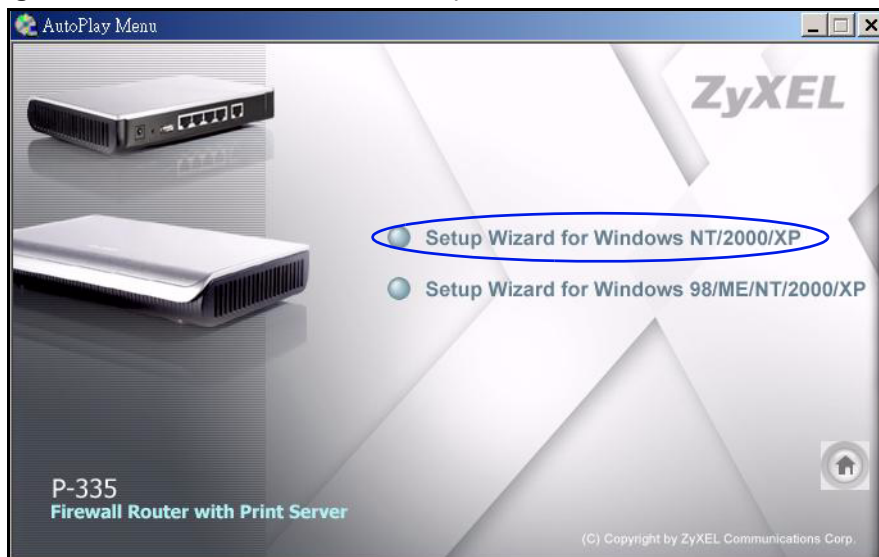 AutoPlay Menu
ZyXEL
Setup Wizard for Windows NT/2000/XP
Setup Wizard for Windows 98/ME/NT/2000/XP
P-335
Firewall Router with Print Server
(C) Copyright by ZyXEL Communications Corp.